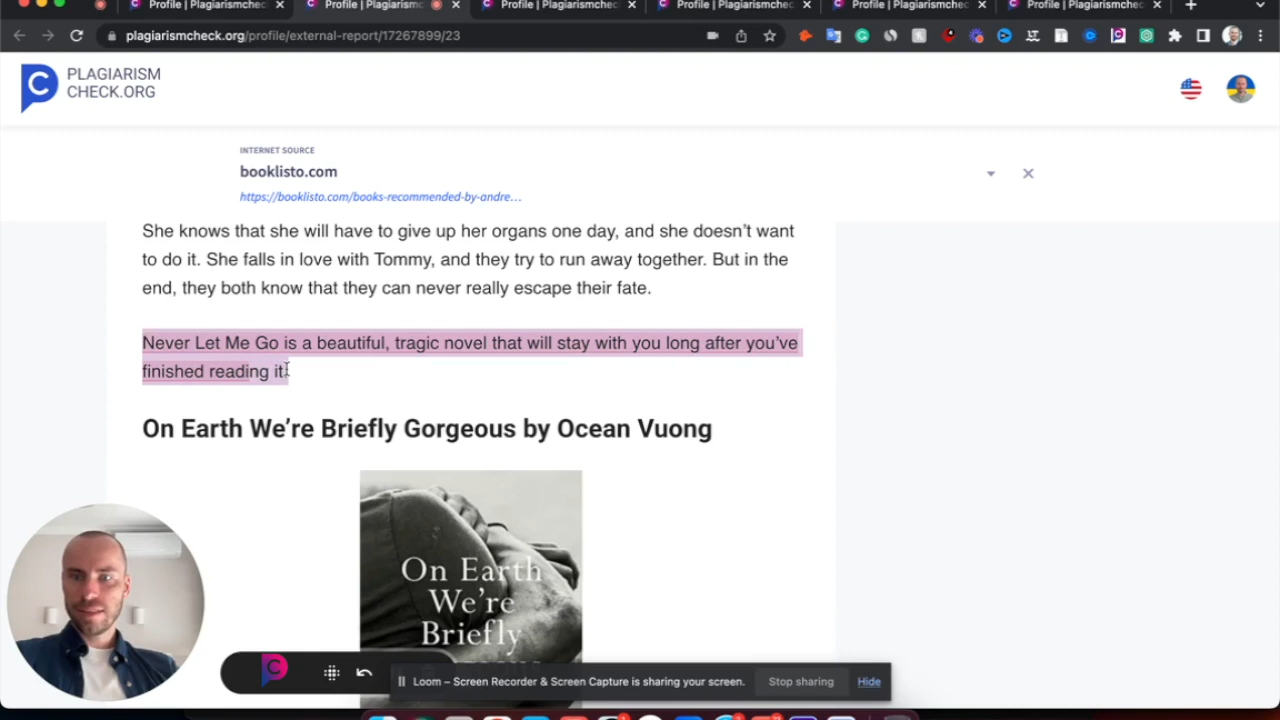 Profile | Plagiarismchec
Profile | Plagiarism
Profile | Plagiarismchec
Profile | Plagiarismchec
Profile | Plagiarismchec
Profile | Plagiarismchec
plagiarismcheck.org/profile/external-report/17267899/23
PLAGIARISM
CHECK.ORG
INTERNET SOURCE
booklisto.com
https://booklisto.com/books-recommended-by-andre…
She knows that she will have to give up her organs one day, and she doesn’t want
to do it. She falls in love with Tommy, and they try to run away together. But in the
end, they both know that they can never really escape their fate.
Never Let Me Go is a beautiful, tragic novel that will stay with you long after you’ve
finished reading it.
On Earth We’re Briefly Gorgeous by Ocean Vuong
On Earth
We’re
Briefly
Loom – Screen Recorder & Screen Capture is sharing your screen.
Stop sharing
Hide